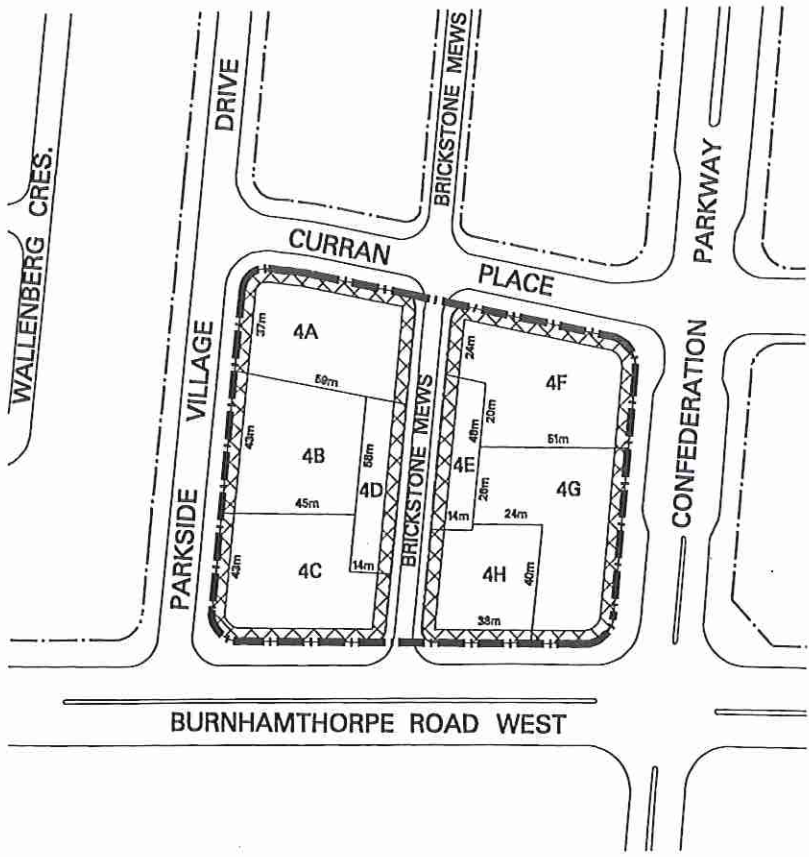 WALLENBERG CRES.
DRIVE
BRICKSTONE MEWS
PARKWAY
CURRAN
PLACE
VILLAGE
PARKSIDE
CONFEDERATION
BRICKSTONE MEWS
4A
37m
59m
4B
43m
58m
4D
45m
4C
43m
14m
4F
24m
20m
48m
51m
4E
28m
4G
14m
24m
4H
40m
38m
BURNHAMTHORPE ROAD WEST